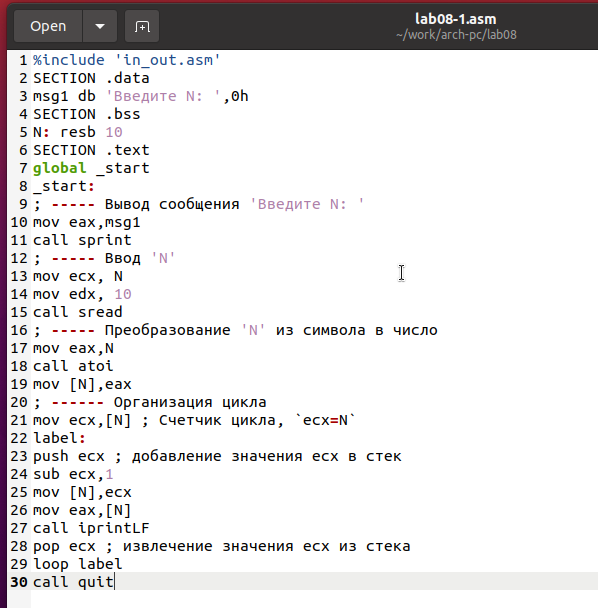 Open
lab08-1.asm
~/work/arch-pc/lab08
1 %include 'in_out.asm'
2 SECTION .data
3 msg1 db 'Введите N: ',0h
4 SECTION .bss
5 N: resb 10
6 SECTION .text
7 global _start
8 _start:
9 ; ----- Вывод сообщения 'Введите N: '
10 mov eax,msg1
11 call sprint
12 ; ----- Ввод 'N'
13 mov ecx, N
14 mov edx, 10
15 call sread
16 ; ----- Преобразование 'N' из символа в число
17 mov eax,N
18 call atoi
19 mov [N],eax
20 ; ------ Организация цикла
21 mov ecx,[N] ; Счетчик цикла, `ecx=N`
22 label:
23 push ecx ; добавление значения ecx в стек
24 sub ecx,1
25 mov [N],ecx
26 mov eax,[N]
27 call iprintLF
28 pop ecx ; извлечение значения ecx из стека
29 loop label
30 call quit